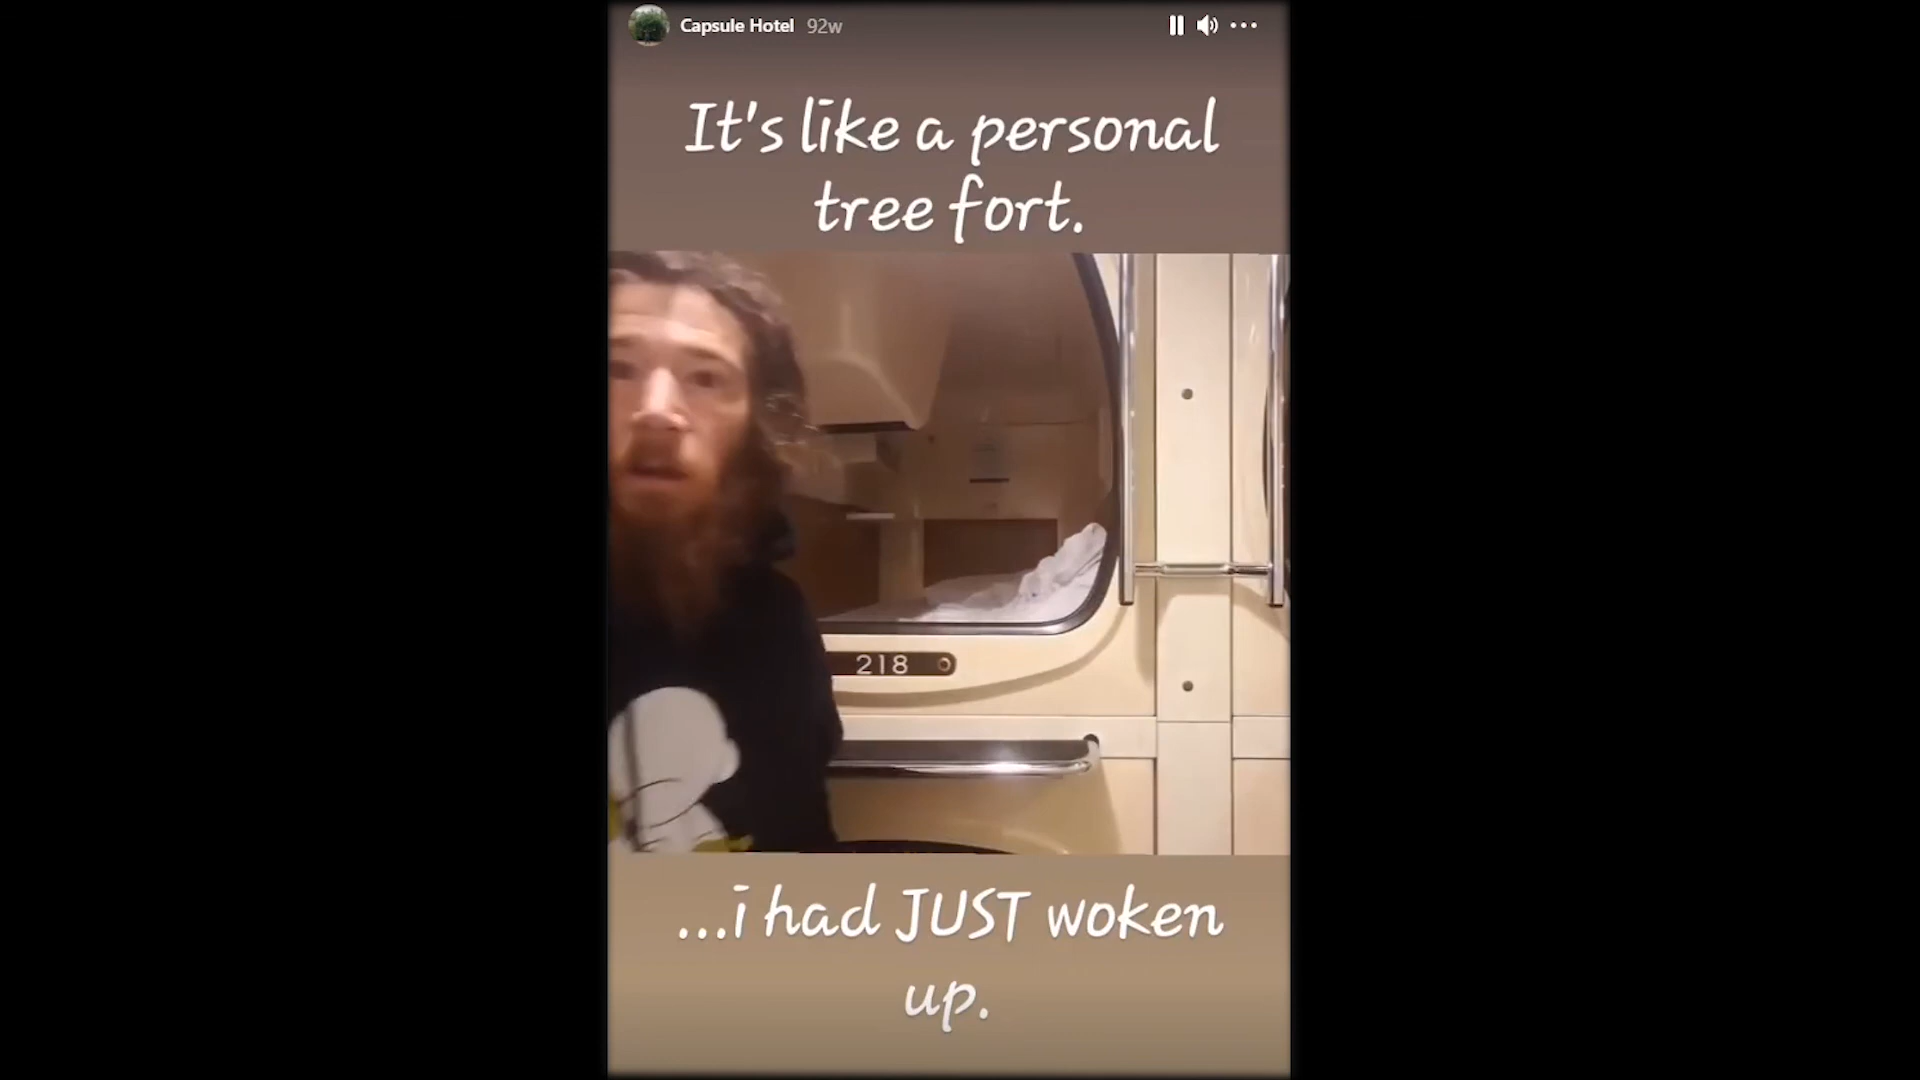 Capsule Hotel 92w
It's like a personal
tree fort.
218
...i had JUST woken
up.